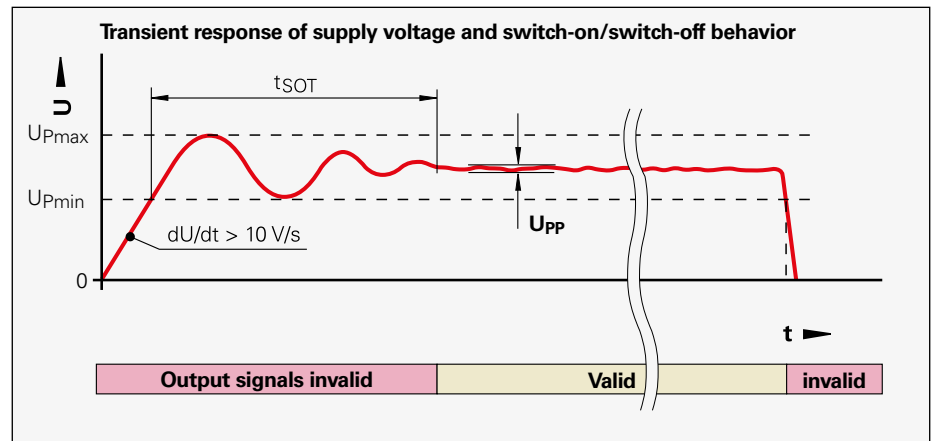 Transient response of supply voltage and switch-on/switch-off behavior
U
tSOT
UPmax
UPmin
UPP
dU/dt > 10 V/s
0
t
Output signals invalid
Valid
invalid